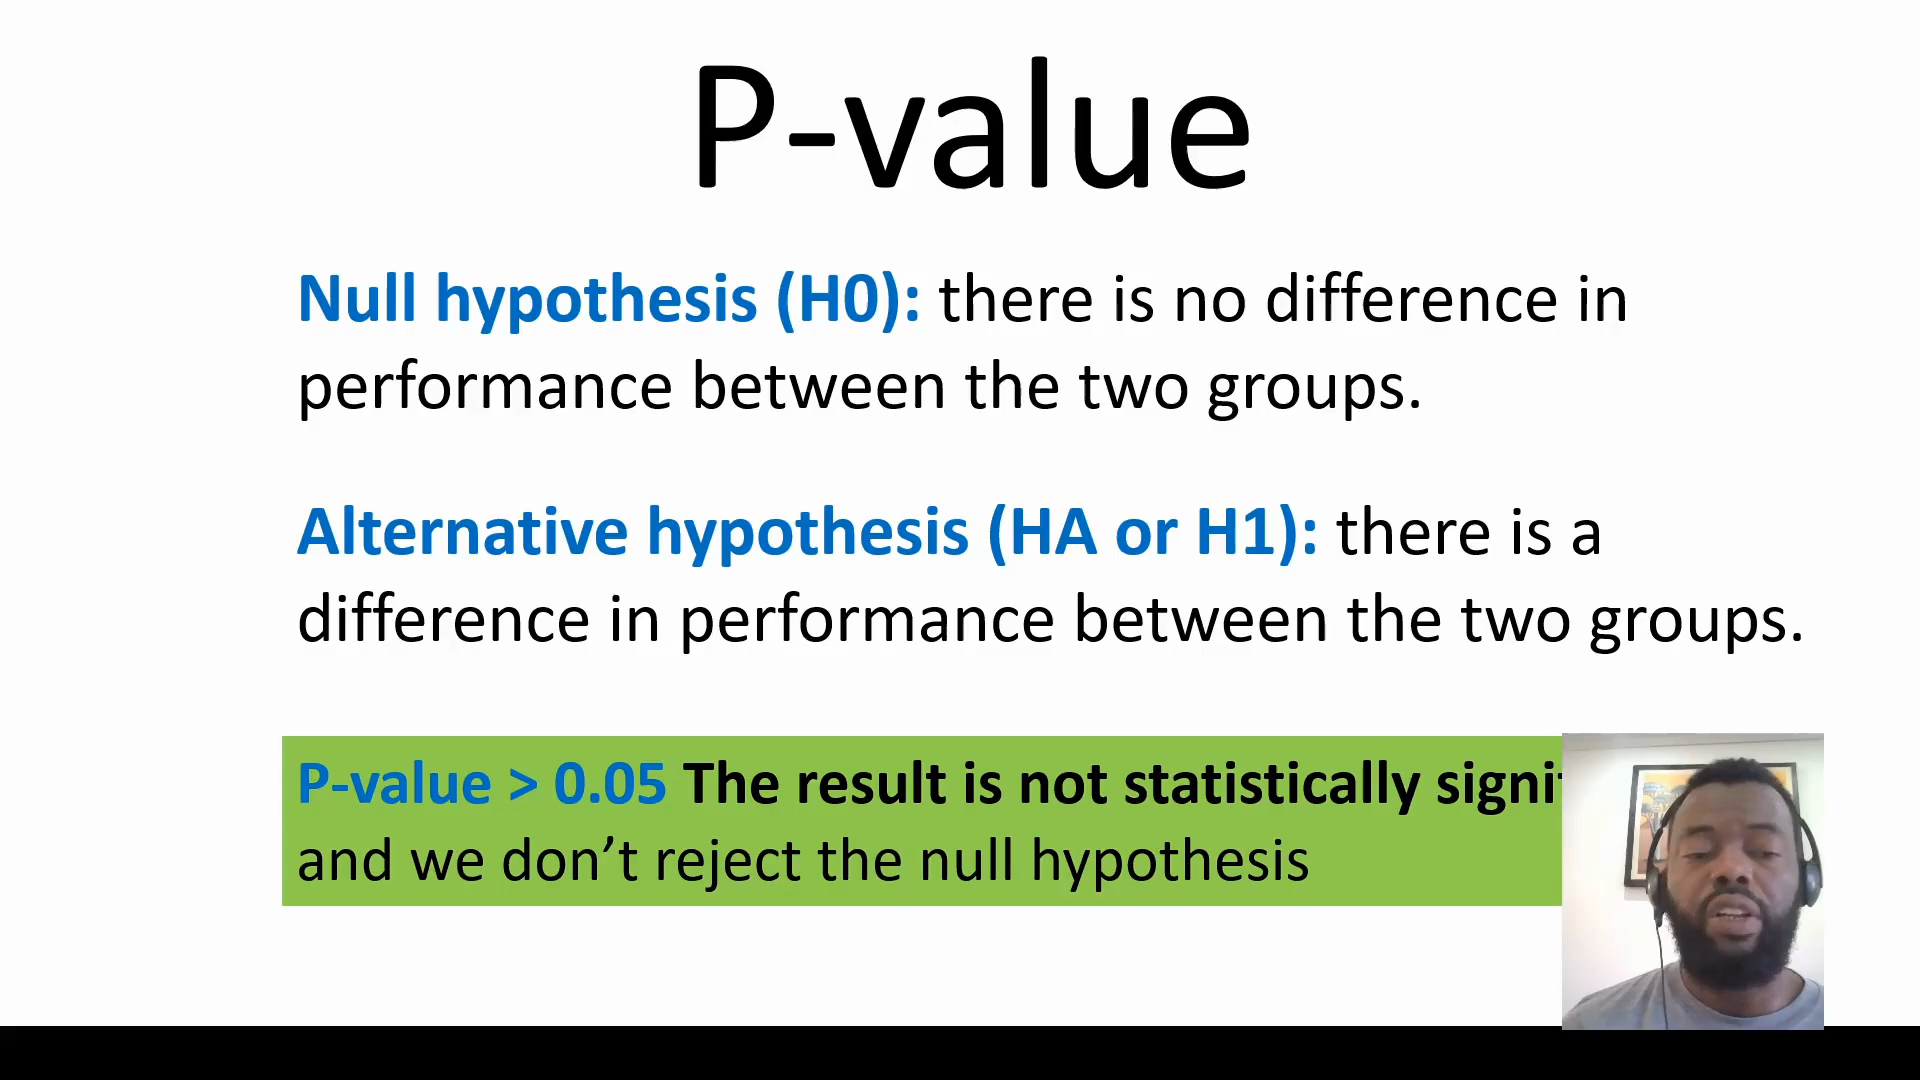 P-value
Null hypothesis (H0): there is no difference in
performance between the two groups.
Alternative hypothesis (HA or H1): there is a
difference in performance between the two groups.
P-value > 0.05 The result is not statistically
and we don’t reject the null hypothesis